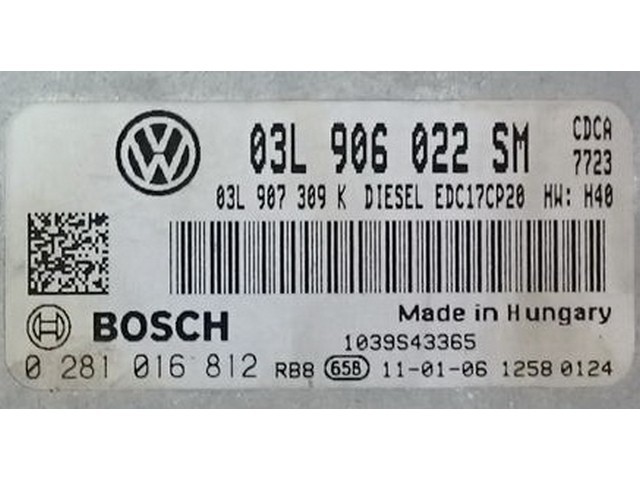 03L 906 022 SM CDCA
7723
03L 907 309 K DIESEL EDC17CP20 HW: H40
Made in Hungary
BOSCH
1039S43365
0 281 016 812 RB8 65B 11-01-06 1258 0124